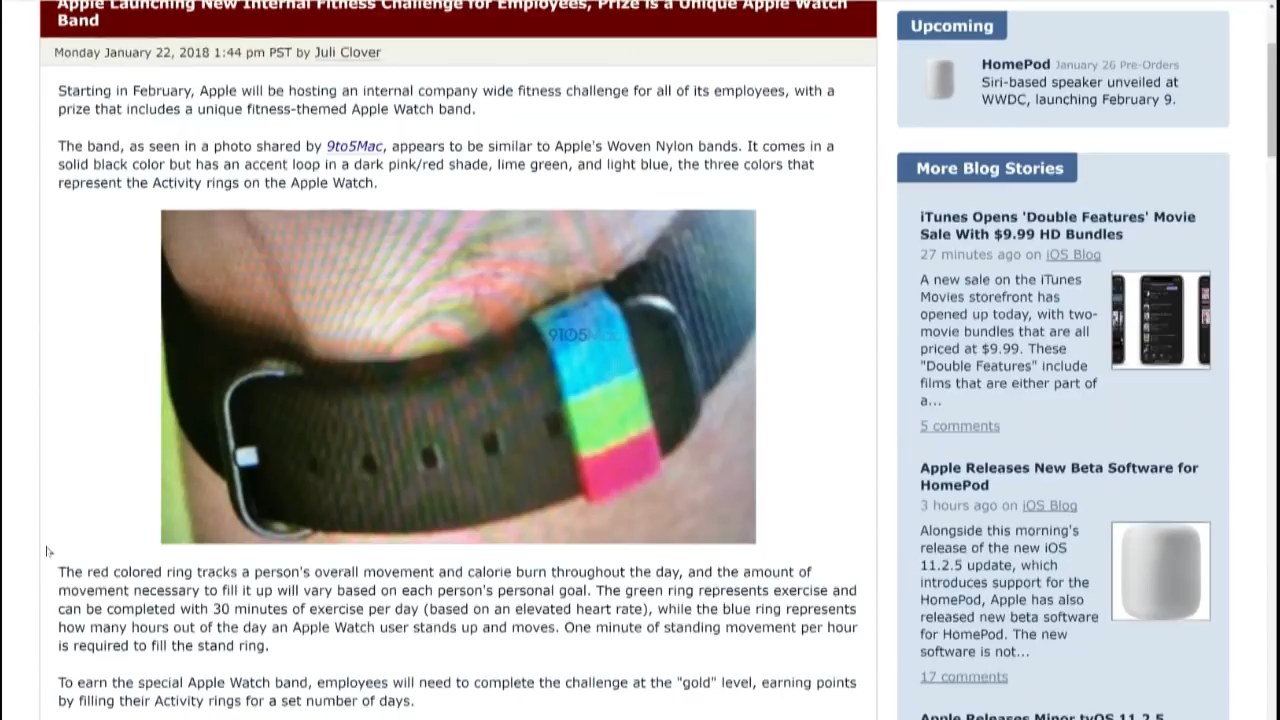 Apple Launching New Internal Fitness Challenge for Employees, Prize is a Unique Apple Watch
Band
Monday January 22, 2018 1:44 pm PST by Juli Clover
Starting in February, Apple will be hosting an internal company wide fitness challenge for all of its employees, with a
prize that includes a unique fitness-themed Apple Watch band.
The band, as seen in a photo shared by 9to5Mac, appears to be similar to Apple's Woven Nylon bands. It comes in a
solid black color but has an accent loop in a dark pink/red shade, lime green, and light blue, the three colors that
represent the Activity rings on the Apple Watch.
9TO5MAC
The red colored ring tracks a person's overall movement and calorie burn throughout the day, and the amount of
movement necessary to fill it up will vary based on each person's personal goal. The green ring represents exercise and
can be completed with 30 minutes of exercise per day (based on an elevated heart rate), while the blue ring represents
how many hours out of the day an Apple Watch user stands up and moves. One minute of standing movement per hour
is required to fill the stand ring.
To earn the special Apple Watch band, employees will need to complete the challenge at the "gold" level, earning points
by filling their Activity rings for a set number of days.
Upcoming
HomePod January 26 Pre-Orders
Siri-based speaker unveiled at
WWDC, launching February 9.
More Blog Stories
iTunes Opens 'Double Features' Movie
Sale With $9.99 HD Bundles
27 minutes ago on iOS Blog
A new sale on the iTunes
Movies storefront has
opened up today, with two-
movie bundles that are all
priced at $9.99. These
"Double Features" include
films that are either part of
a...
5 comments
Apple Releases New Beta Software for
HomePod
3 hours ago on iOS Blog
Alongside this morning's
release of the new iOS
11.2.5 update, which
introduces support for the
HomePod, Apple has also
released new beta software
for HomePod. The new
software is not...
17 comments
Apple Releases Minor tvOS 11.2.5